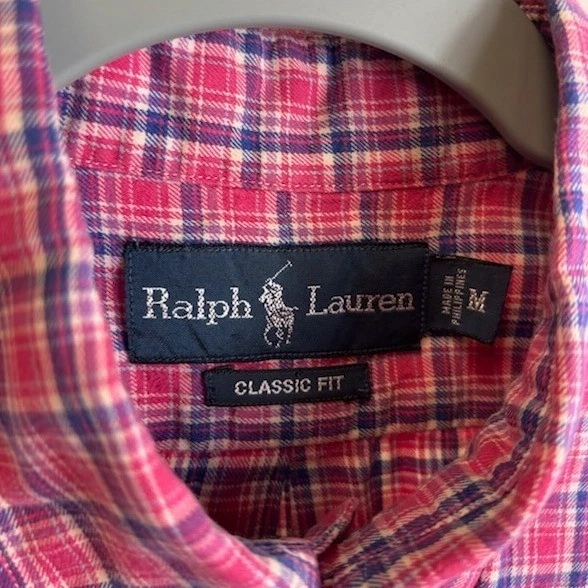 Ralph Lauren
MADE IN
PHILIPPINES
M
CLASSIC FIT